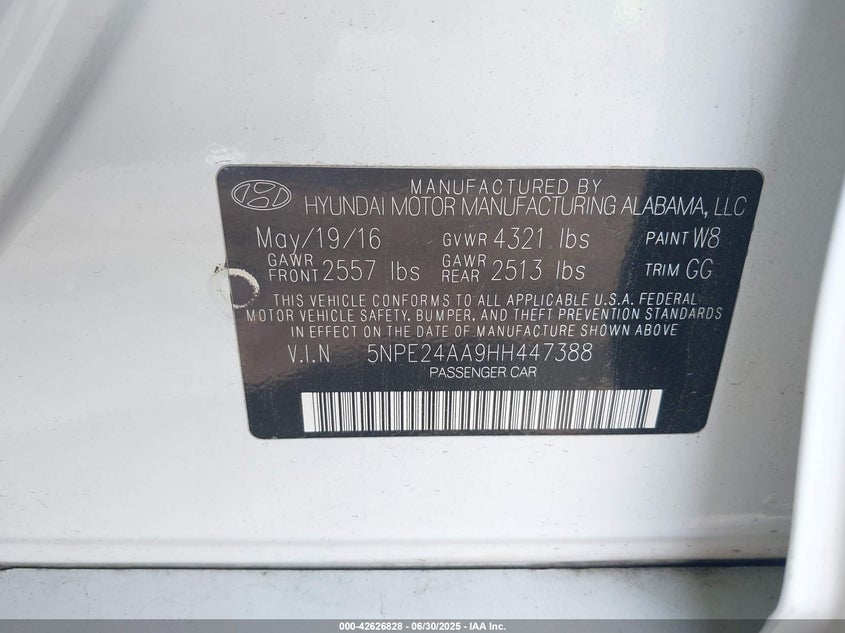 MANUFACTURED BY
HYUNDAI MOTOR MANUFACTURING ALABAMA, LLC
May/19/16 GVWR 4321 lbs PAINT W8
GAWR FRONT 2557 lbs GAWR REAR 2513 lbs TRIM GG
THIS VEHICLE CONFORMS TO ALL APPLICABLE U.S.A. FEDERAL
MOTOR VEHICLE SAFETY, BUMPER, AND THEFT PREVENTION STANDARDS
IN EFFECT ON THE DATE OF MANUFACTURE SHOWN ABOVE.
V.I.N 5NPE24AA9HH447388
PASSENGER CAR
000-42626828 - 06/30/2025 - IAA Inc.